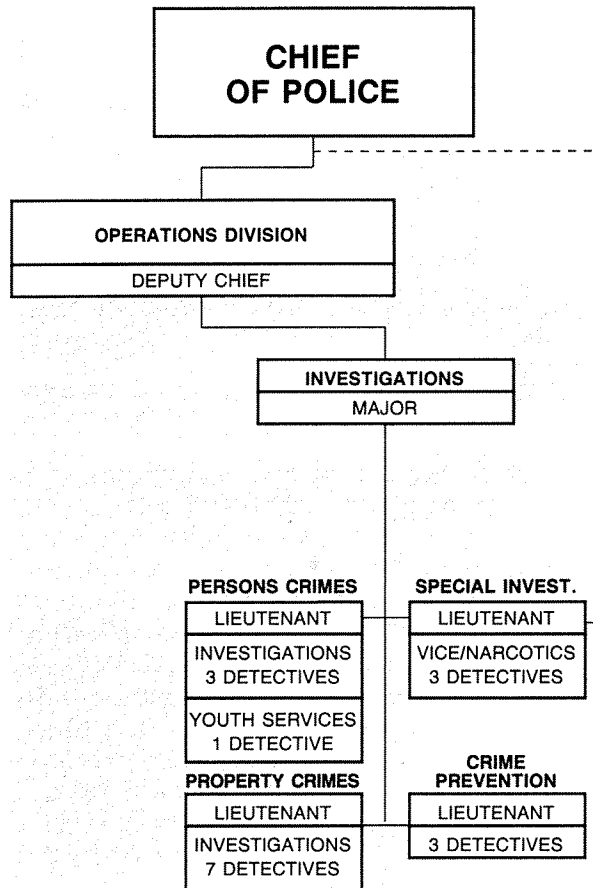 CHIEF
OF POLICE
OPERATIONS DIVISION
DEPUTY CHIEF
INVESTIGATIONS
MAJOR
PERSONS CRIMES
LIEUTENANT
INVESTIGATIONS
3 DETECTIVES
YOUTH SERVICES
1 DETECTIVE
SPECIAL INVEST.
LIEUTENANT
VICE/NARCOTICS
3 DETECTIVES
PROPERTY CRIMES
LIEUTENANT
INVESTIGATIONS
7 DETECTIVES
CRIME
PREVENTION
LIEUTENANT
3 DETECTIVES